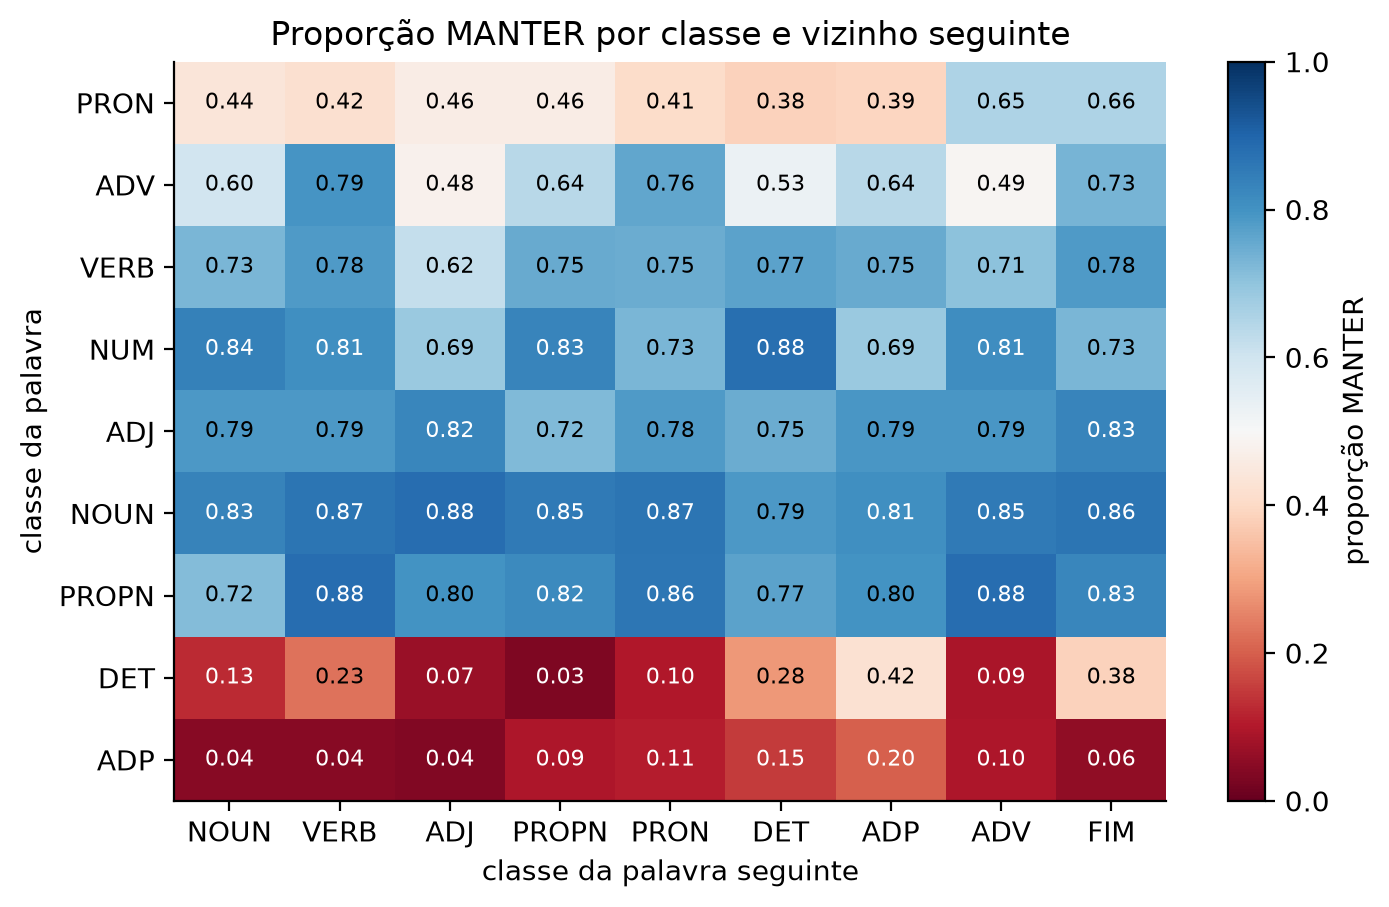 Proporção MANTER por classe e vizinho seguinte
PRON 0.44 0.42 0.46 0.46 0.41 0.38 0.39 0.65 0.66
ADV 0.60 0.79 0.48 0.64 0.76 0.53 0.64 0.49 0.73
VERB 0.73 0.78 0.62 0.75 0.75 0.77 0.75 0.71 0.78
NUM 0.84 0.81 0.69 0.83 0.73 0.88 0.69 0.81 0.73
ADJ 0.79 0.79 0.82 0.72 0.78 0.75 0.79 0.79 0.83
NOUN 0.83 0.87 0.88 0.85 0.87 0.79 0.81 0.85 0.86
PROPN 0.72 0.88 0.80 0.82 0.86 0.77 0.80 0.88 0.83
DET 0.13 0.23 0.07 0.03 0.10 0.28 0.42 0.09 0.38
ADP 0.04 0.04 0.04 0.09 0.11 0.15 0.20 0.10 0.06
NOUN VERB ADJ PROPN PRON DET ADP ADV FIM
classe da palavra seguinte
classe da palavra
1.0
0.8
0.6
0.4
0.2
0.0
proporção MANTER